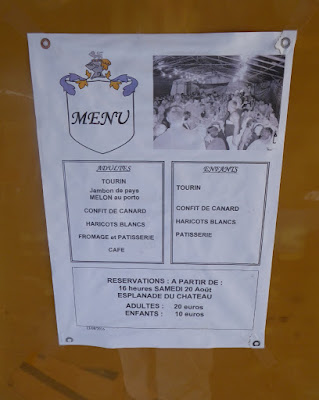 MENU
ADULTES
TOURIN
Jambon de pays
MELON au porto
CONFIT DE CANARD
HARICOTS BLANCS
FROMAGE et PATISSERIE
CAFE
ENFANTS
TOURIN
CONFIT DE CANARD
HARICOTS BLANCS
PATISSERIE
RESERVATIONS : A PARTIR DE :
16 heures SAMEDI 20 Août
ESPLANADE DU CHATEAU
ADULTES : 20 euros
ENFANTS : 10 euros